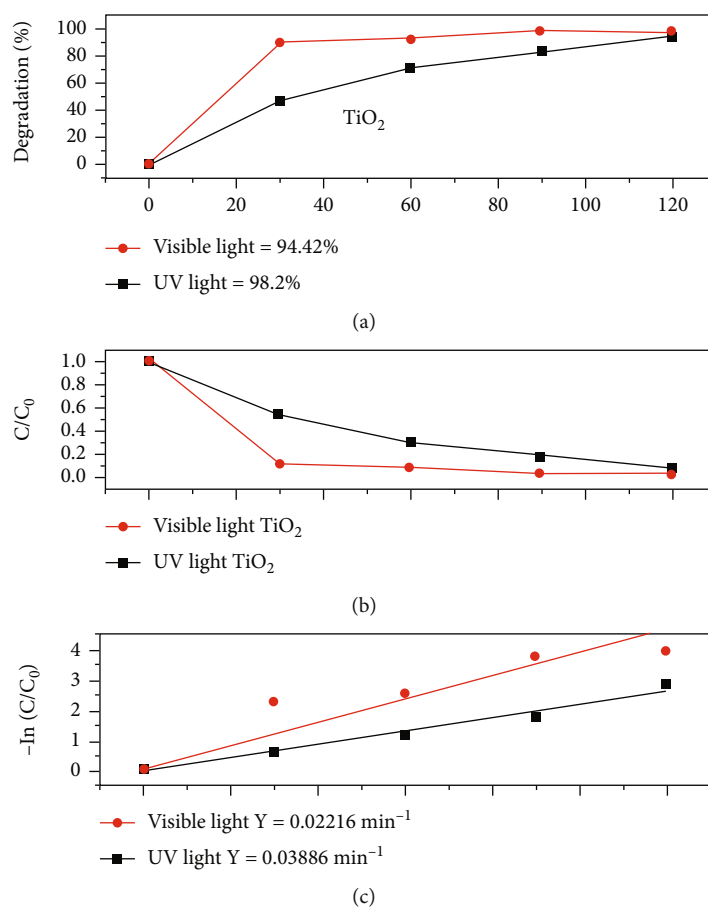 100
80
60
40
20
0
Degradation (%)
TiO₂
0 20 40 60 80 100 120
Visible light = 94.42%
UV light = 98.2%
(a)
1.0
0.8
0.6
0.4
0.2
0.0
C/C₀
Visible light TiO₂
UV light TiO₂
(b)
4
3
2
1
0
–In (C/C₀)
Visible light Y = 0.02216 min⁻¹
UV light Y = 0.03886 min⁻¹
(c)